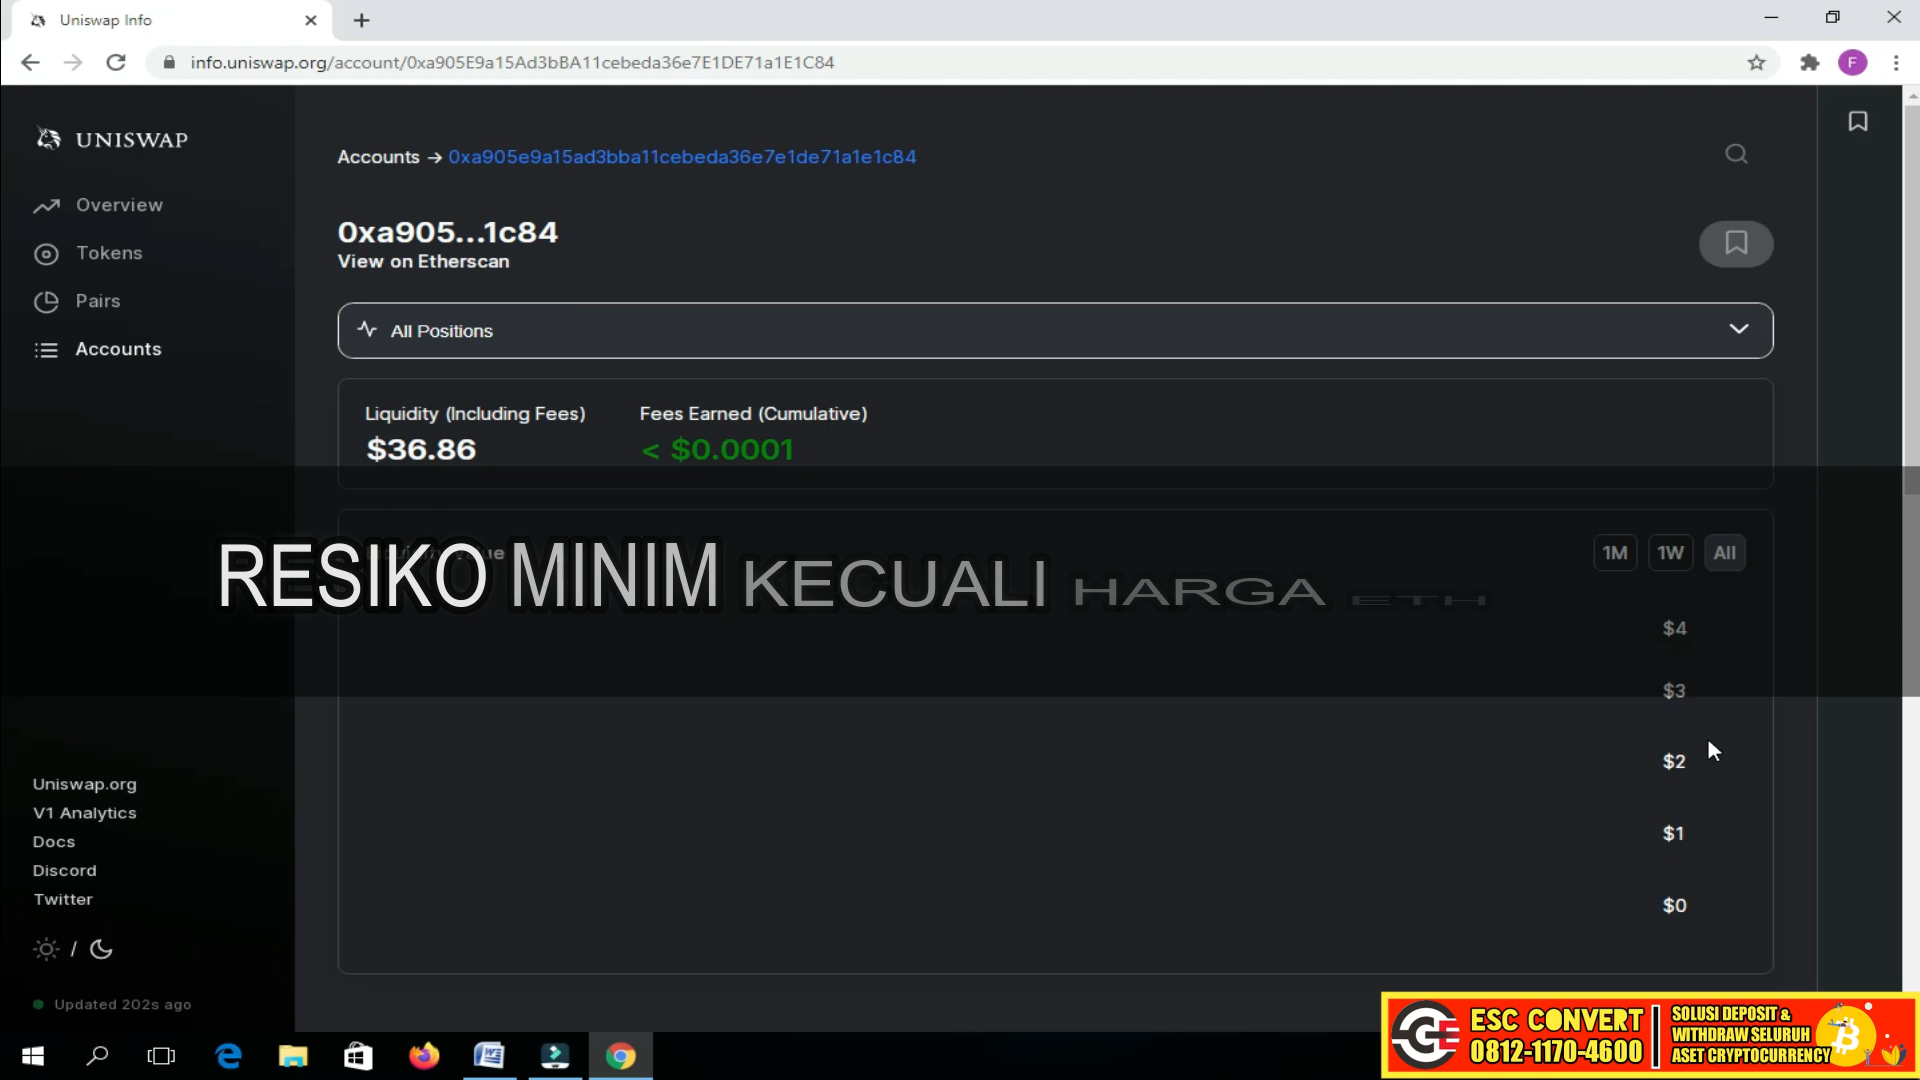 Uniswap Info
info.uniswap.org/account/0xa905E9a15Ad3bBA11cebeda36e7E1DE71a1E1C84
F
UNISWAP
Overview
Tokens
Pairs
Accounts
Accounts → 0xa905e9a15ad3bba11cebeda36e7e1de71a1e1c84
0xa905...1c84
View on Etherscan
All Positions
Liquidity (Including Fees)
Fees Earned (Cumulative)
$36.86
< $0.0001
RESIKO MINIM KECUALI HARGA ETH
1M 1W All
$4
$3
$2
$1
$0
Uniswap.org
V1 Analytics
Docs
Discord
Twitter
/
Updated 202s ago
ESC CONVERT
0812-1170-4600
SOLUSI DEPOSIT &
WITHDRAW SELURUH
ASET CRYPTOCURRENCY